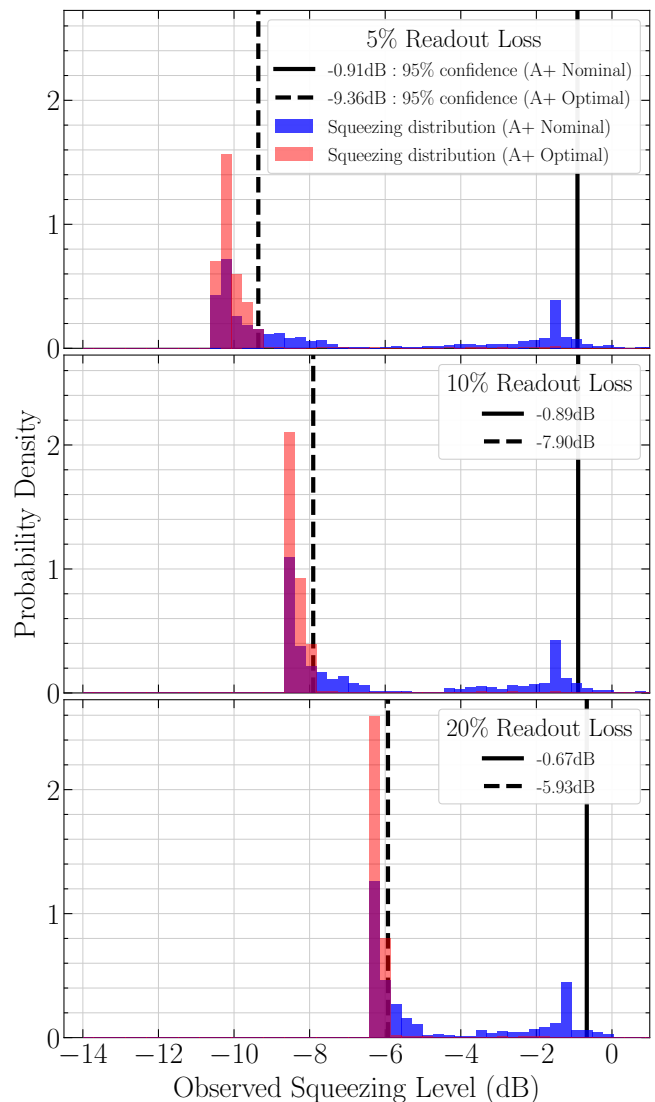 5% Readout Loss
-0.91dB : 95% confidence (A+ Nominal)
-9.36dB : 95% confidence (A+ Optimal)
Squeezing distribution (A+ Nominal)
Squeezing distribution (A+ Optimal)
2
1
0
10% Readout Loss
-0.89dB
-7.90dB
2
1
0
Probability Density
20% Readout Loss
-0.67dB
-5.93dB
2
1
0
−14 −12 −10 −8 −6 −4 −2 0
Observed Squeezing Level (dB)